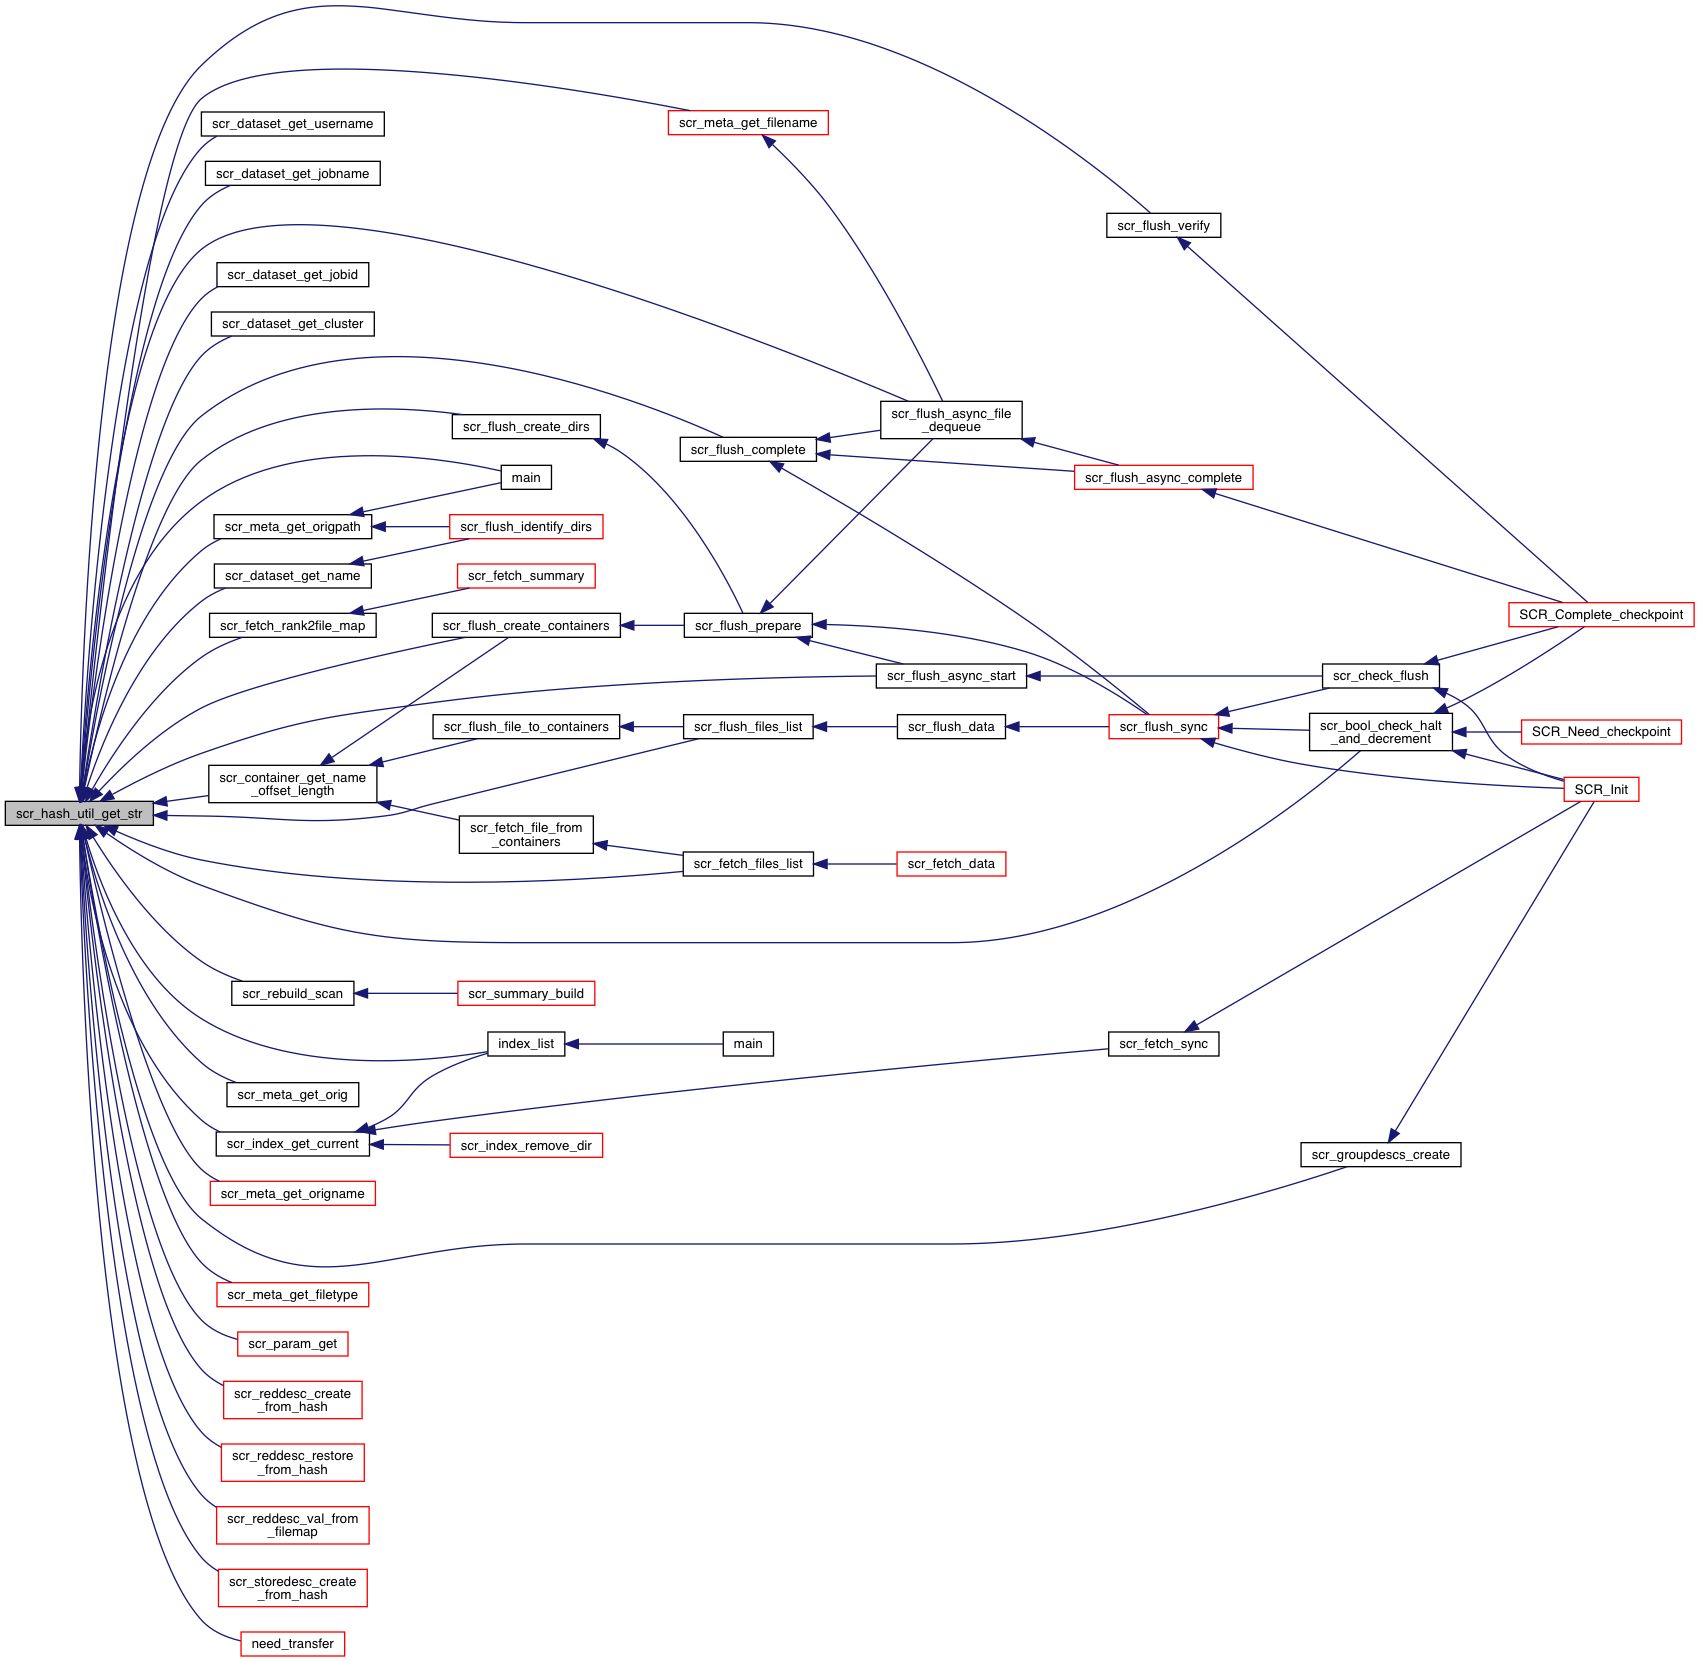 scr_meta_get_filename
scr_dataset_get_username
scr_dataset_get_jobname
scr_flush_verify
scr_dataset_get_jobid
scr_dataset_get_cluster
scr_flush_async_file
_dequeue
scr_flush_create_dirs
scr_flush_complete
main
scr_flush_async_complete
scr_meta_get_origpath
scr_flush_identify_dirs
scr_dataset_get_name
scr_fetch_summary
SCR_Complete_checkpoint
scr_fetch_rank2file_map
scr_flush_create_containers
scr_flush_prepare
scr_flush_async_start
scr_check_flush
scr_flush_file_to_containers
scr_flush_files_list
scr_flush_data
scr_flush_sync
scr_bool_check_halt
_and_decrement
SCR_Need_checkpoint
scr_container_get_name
_offset_length
SCR_Init
scr_hash_util_get_str
scr_fetch_file_from
_containers
scr_fetch_files_list
scr_fetch_data
scr_rebuild_scan
scr_summary_build
index_list
main
scr_fetch_sync
scr_meta_get_orig
scr_index_get_current
scr_index_remove_dir
scr_groupdescs_create
scr_meta_get_origname
scr_meta_get_filetype
scr_param_get
scr_reddesc_create
_from_hash
scr_reddesc_restore
_from_hash
scr_reddesc_val_from
_filemap
scr_storedesc_create
_from_hash
need_transfer